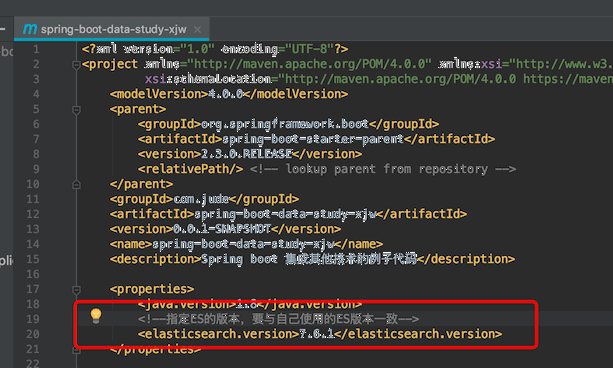 spring-boot-data-study-xjw
1 <?xml version="1.0" encoding="UTF-8"?>
2 <project xmlns="http://maven.apache.org/POM/4.0.0" xmlns:xsi="http://www.w3.
3 xsi:schemaLocation="http://maven.apache.org/POM/4.0.0 https://maven.
4 <modelVersion>4.0.0</modelVersion>
5 <parent>
6 <groupId>org.springframework.boot</groupId>
7 <artifactId>spring-boot-starter-parent</artifactId>
8 <version>2.3.0.RELEASE</version>
9 <relativePath/> <!-- lookup parent from repository -->
10 </parent>
11 <groupId>com.jude</groupId>
12 <artifactId>spring-boot-data-study-xjw</artifactId>
13 <version>0.0.1-SNAPSHOT</version>
14 <name>spring-boot-data-study-xjw</name>
15 <description>Spring boot 集成其他技术的例子代码</description>
16
17 <properties>
18 <java.version>1.8</java.version>
19 <!--指定ES的版本，要与自己使用的ES版本一致-->
20 <elasticsearch.version>7.6.1</elasticsearch.version>
21 </properties>
22